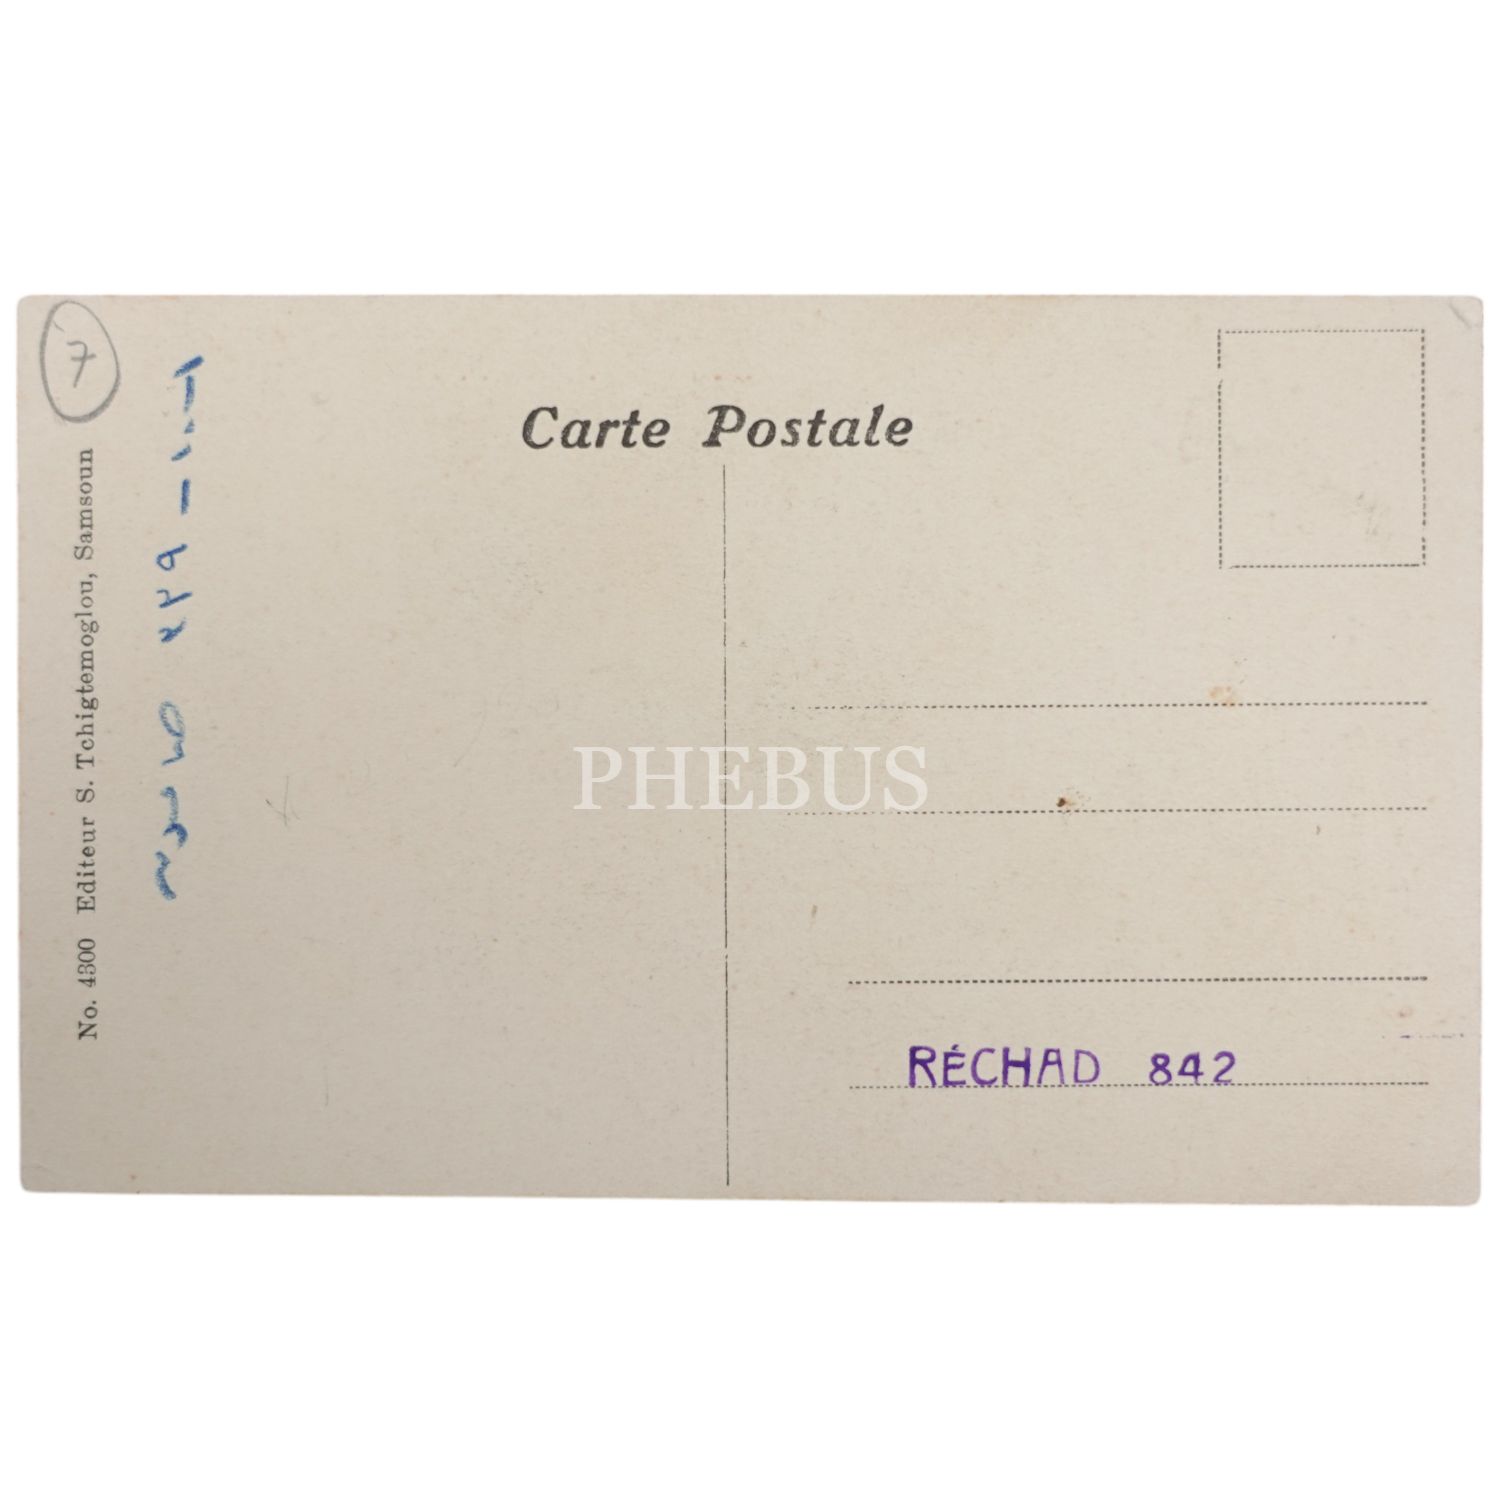 7
No. 4300 Editeur S. Tchigtemoglou, Samsoun
Carte Postale
PHEBUS
RÉCHAD 842